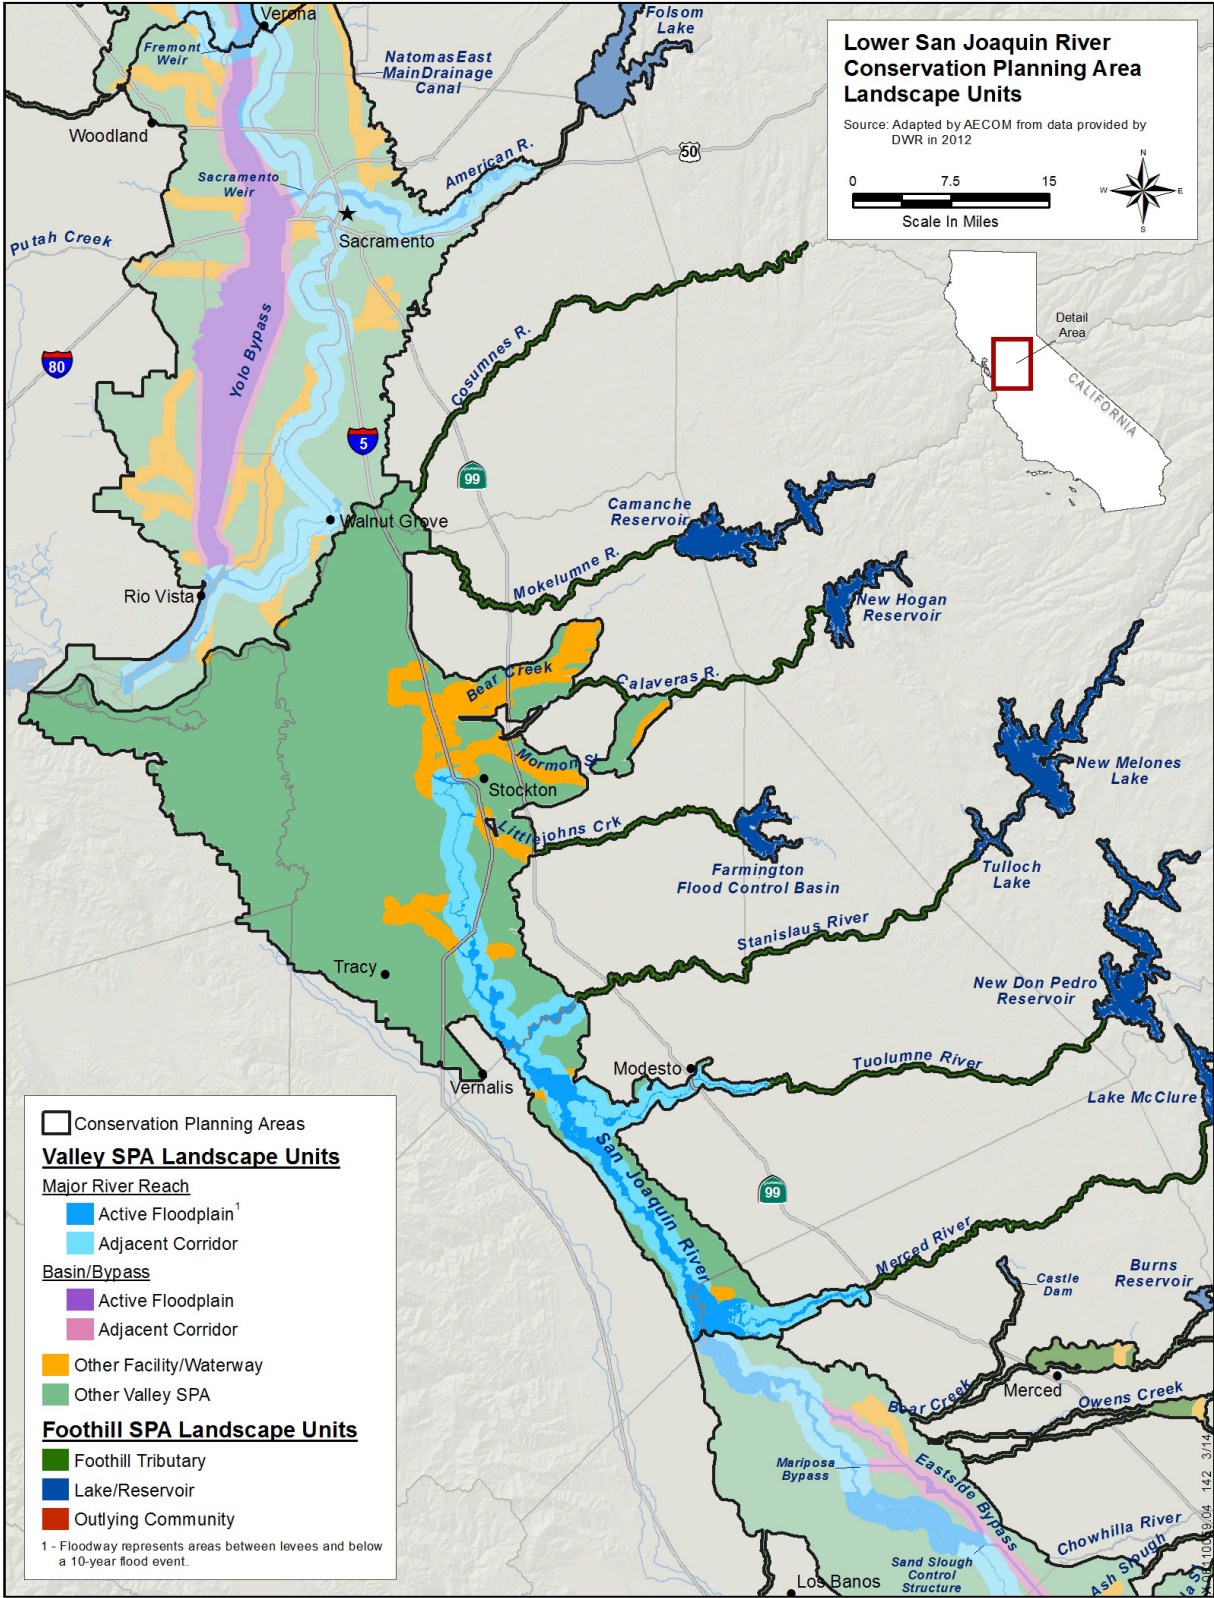 Lower San Joaquin River
Conservation Planning Area
Landscape Units
Source: Adapted by AECOM from data provided by
DWR in 2012
0 7.5 15
Scale In Miles
N
W E
S
Detail
Area
CALIFORNIA
Verona
Fremont
Weir
Natomas East
Main Drainage
Canal
Folsom
Lake
Woodland
50
American R.
Sacramento
Weir
Sacramento
Putah Creek
Yolo Bypass
80
Cosumnes R.
5
99
Walnut Grove
Camanche
Reservoir
Mokelumne R.
Rio Vista
New Hogan
Reservoir
Bear Creek
Calaveras R.
Mormon Sl.
Stockton
New Melones
Lake
Littlejohns Crk
Farmington
Flood Control Basin
Tulloch
Lake
Stanislaus River
Tracy
New Don Pedro
Reservoir
Modesto
Tuolumne River
Vernalis
Lake McClure
San Joaquin River
99
Merced River
Castle
Dam
Burns
Reservoir
Merced
Bear Creek
Owens Creek
Mariposa
Bypass
Eastside Bypass
Chowhilla River
Sand Slough
Control
Structure
Ash Slough
Los Banos
142 3/14
Conservation Planning Areas
Valley SPA Landscape Units
Major River Reach
Active Floodplain1
Adjacent Corridor
Basin/Bypass
Active Floodplain
Adjacent Corridor
Other Facility/Waterway
Other Valley SPA
Foothill SPA Landscape Units
Foothill Tributary
Lake/Reservoir
Outlying Community
1 - Floodway represents areas between levees and below
a 10-year flood event.